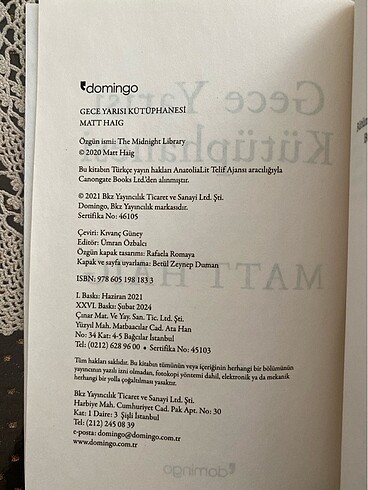 domingo
GECE YARISI KÜTÜPHANESİ
MATT HAIG
Özgün ismi: The Midnight Library
© 2020 Matt Haig
Bu kitabın Türkçe yayın hakları AnatoliaLit Telif Ajansı aracılığıyla
Canongate Books Ltd.'den alınmıştır.
© 2021 Bkz Yayıncılık Ticaret ve Sanayi Ltd. Şti.
Domingo, Bkz Yayıncılık markasıdır.
Sertifika No: 46105
Çeviri: Kıvanç Güney
Editör: Ümran Özbalcı
Özgün kapak tasarımı: Rafaela Romaya
Kapak ve sayfa uyarlama: Betül Zeynep Duman
ISBN: 978 605 198 183 3
I. Baskı: Haziran 2021
XXVI. Baskı: Şubat 2024
Çınar Mat. Ve Yay. San. Tic. Ltd. Şti.
Yüzyıl Mah. Matbaacılar Cad. Ata Han
No: 34 Kat: 4-5 Bağcılar İstanbul
Tel: (0212) 628 96 00 • Sertifika No: 45103
Tüm hakları saklıdır. Bu kitabın tümünün veya içeriğinin herhangi bir bölümünün
yayıncının yazılı izni olmadan, fotokopi yöntemi dahil, elektronik ya da mekanik
herhangi bir yolla çoğaltılması yasaktır.
Bkz Yayıncılık Ticaret ve Sanayi Ltd. Şti.
Harbiye Mah. Cumhuriyet Cad. Pak Apt. No: 30
Kat: 1 Daire: 3 Şişli İstanbul
Tel: (212) 245 08 39
e-posta: domingo@domingo.com.tr
www.domingo.com.tr
Gece Yarısı
Kütüphanesi
MATT HAIG
domingo